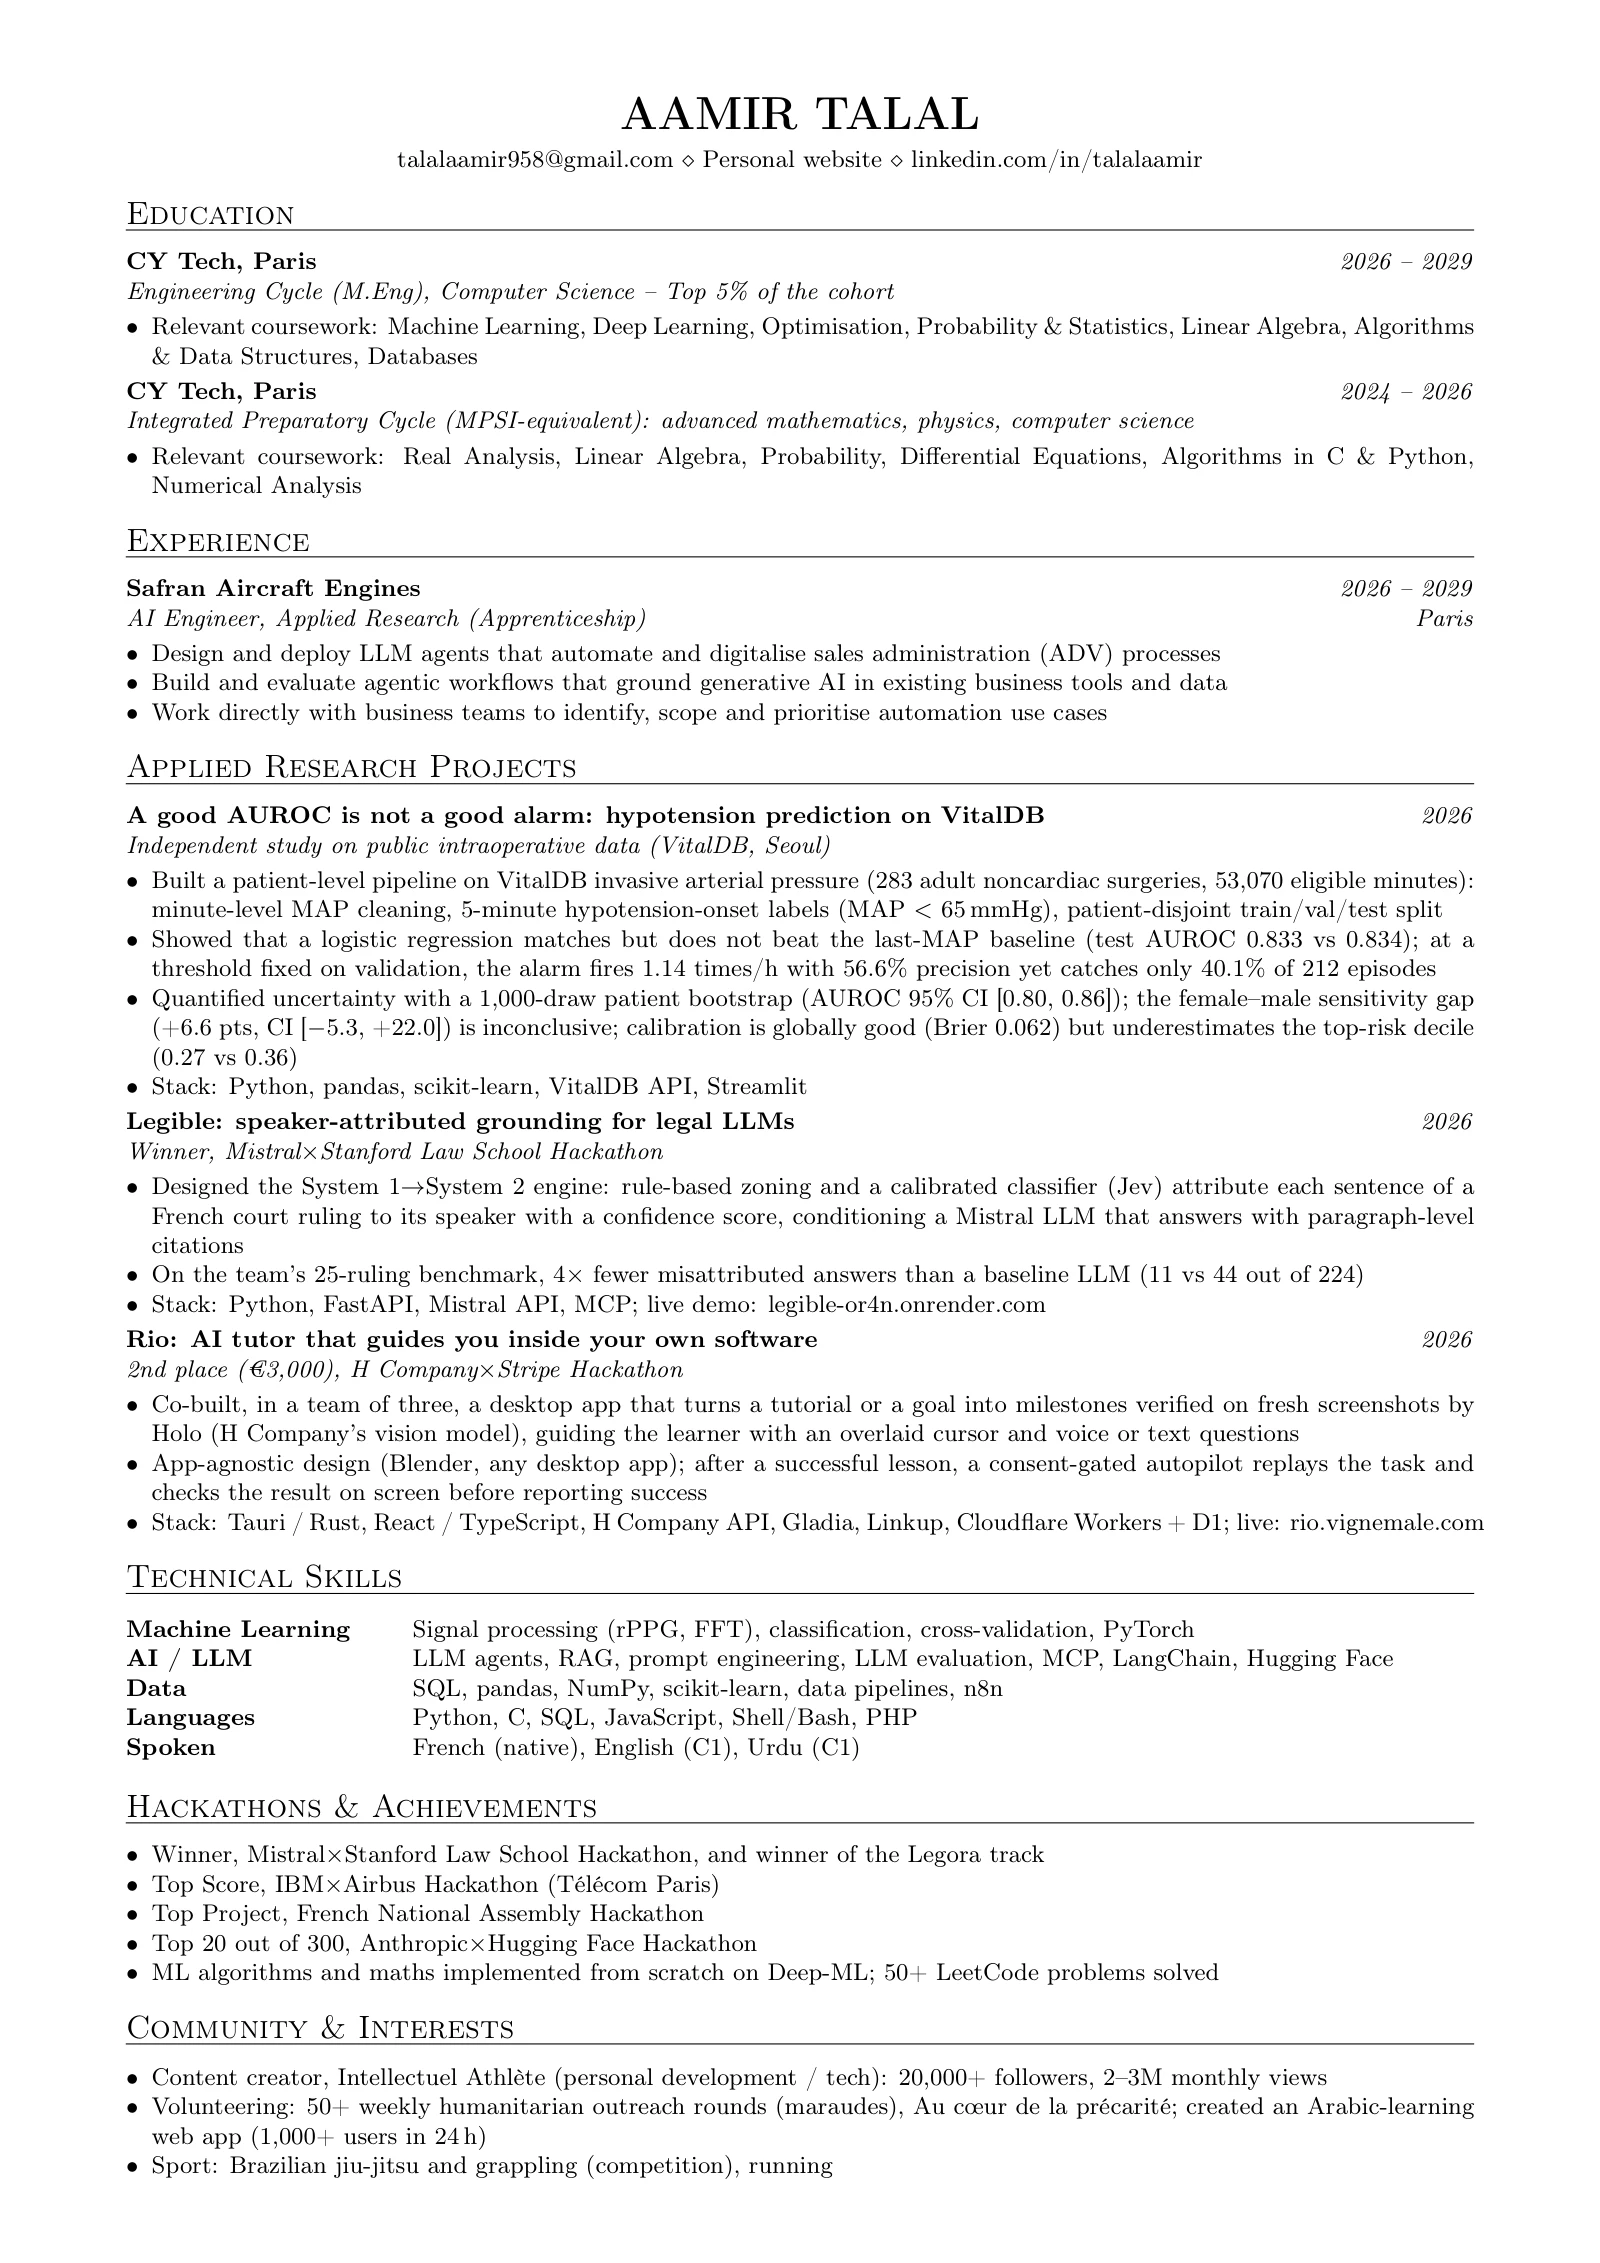 AAMIR TALAL
talalaamir958@gmail.com ⋄ Personal website ⋄ linkedin.com/in/talalaamir
EDUCATION
CY Tech, Paris 2026 – 2029
Engineering Cycle (M.Eng), Computer Science – Top 5% of the cohort
• Relevant coursework: Machine Learning, Deep Learning, Optimisation, Probability & Statistics, Linear Algebra, Algorithms
& Data Structures, Databases
CY Tech, Paris 2024 – 2026
Integrated Preparatory Cycle (MPSI-equivalent): advanced mathematics, physics, computer science
• Relevant coursework: Real Analysis, Linear Algebra, Probability, Differential Equations, Algorithms in C & Python,
Numerical Analysis
EXPERIENCE
Safran Aircraft Engines 2026 – 2029
AI Engineer, Applied Research (Apprenticeship) Paris
• Design and deploy LLM agents that automate and digitalise sales administration (ADV) processes
• Build and evaluate agentic workflows that ground generative AI in existing business tools and data
• Work directly with business teams to identify, scope and prioritise automation use cases
APPLIED RESEARCH PROJECTS
A good AUROC is not a good alarm: hypotension prediction on VitalDB 2026
Independent study on public intraoperative data (VitalDB, Seoul)
• Built a patient-level pipeline on VitalDB invasive arterial pressure (283 adult noncardiac surgeries, 53,070 eligible minutes):
minute-level MAP cleaning, 5-minute hypotension-onset labels (MAP < 65 mmHg), patient-disjoint train/val/test split
• Showed that a logistic regression matches but does not beat the last-MAP baseline (test AUROC 0.833 vs 0.834); at a
threshold fixed on validation, the alarm fires 1.14 times/h with 56.6% precision yet catches only 40.1% of 212 episodes
• Quantified uncertainty with a 1,000-draw patient bootstrap (AUROC 95% CI [0.80, 0.86]); the female–male sensitivity gap
(+6.6 pts, CI [−5.3, +22.0]) is inconclusive; calibration is globally good (Brier 0.062) but underestimates the top-risk decile
(0.27 vs 0.36)
• Stack: Python, pandas, scikit-learn, VitalDB API, Streamlit
Legible: speaker-attributed grounding for legal LLMs 2026
Winner, Mistral×Stanford Law School Hackathon
• Designed the System 1→System 2 engine: rule-based zoning and a calibrated classifier (Jev) attribute each sentence of a
French court ruling to its speaker with a confidence score, conditioning a Mistral LLM that answers with paragraph-level
citations
• On the team's 25-ruling benchmark, 4× fewer misattributed answers than a baseline LLM (11 vs 44 out of 224)
• Stack: Python, FastAPI, Mistral API, MCP; live demo: legible-or4n.onrender.com
Rio: AI tutor that guides you inside your own software 2026
2nd place (€3,000), H Company×Stripe Hackathon
• Co-built, in a team of three, a desktop app that turns a tutorial or a goal into milestones verified on fresh screenshots by
Holo (H Company's vision model), guiding the learner with an overlaid cursor and voice or text questions
• App-agnostic design (Blender, any desktop app); after a successful lesson, a consent-gated autopilot replays the task and
checks the result on screen before reporting success
• Stack: Tauri / Rust, React / TypeScript, H Company API, Gladia, Linkup, Cloudflare Workers + D1; live: rio.vignemale.com
TECHNICAL SKILLS
Machine Learning Signal processing (rPPG, FFT), classification, cross-validation, PyTorch
AI / LLM LLM agents, RAG, prompt engineering, LLM evaluation, MCP, LangChain, Hugging Face
Data SQL, pandas, NumPy, scikit-learn, data pipelines, n8n
Languages Python, C, SQL, JavaScript, Shell/Bash, PHP
Spoken French (native), English (C1), Urdu (C1)
HACKATHONS & ACHIEVEMENTS
• Winner, Mistral×Stanford Law School Hackathon, and winner of the Legora track
• Top Score, IBM×Airbus Hackathon (Télécom Paris)
• Top Project, French National Assembly Hackathon
• Top 20 out of 300, Anthropic×Hugging Face Hackathon
• ML algorithms and maths implemented from scratch on Deep-ML; 50+ LeetCode problems solved
COMMUNITY & INTERESTS
• Content creator, Intellectuel Athlète (personal development / tech): 20,000+ followers, 2–3M monthly views
• Volunteering: 50+ weekly humanitarian outreach rounds (maraudes), Au cœur de la précarité; created an Arabic-learning
web app (1,000+ users in 24 h)
• Sport: Brazilian jiu-jitsu and grappling (competition), running